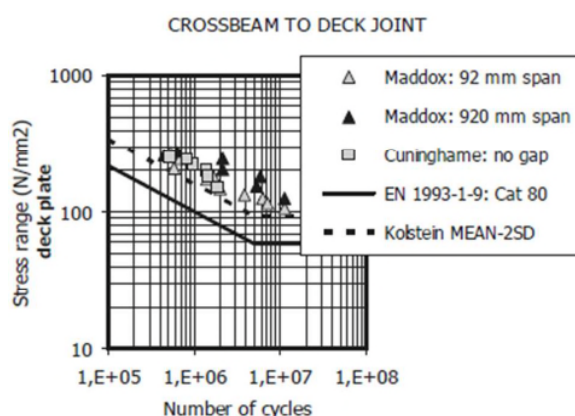 CROSSBEAM TO DECK JOINT
Stress range (N/mm2)
deck plate
1000
100
10
1,E+05
1,E+06
1,E+07
1,E+08
Number of cycles
Maddox: 92 mm span
Maddox: 920 mm span
Cuninghame: no gap
EN 1993-1-9: Cat 80
Kolstein MEAN-2SD